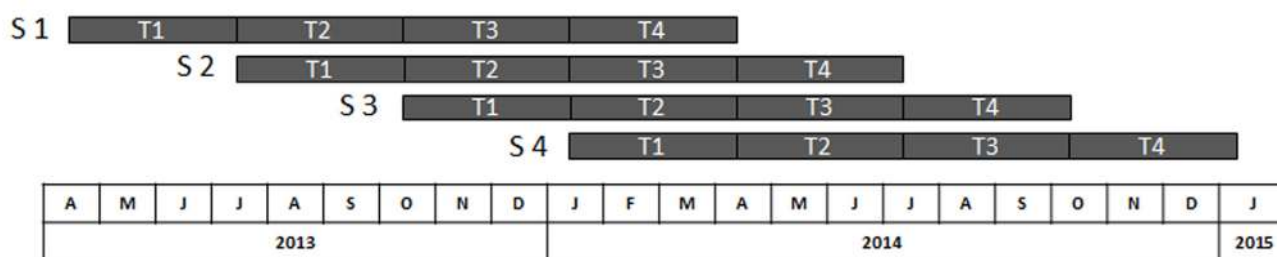 S 1 T1 T2 T3 T4
S 2 T1 T2 T3 T4
S 3 T1 T2 T3 T4
S 4 T1 T2 T3 T4
A M J J A S O N D J F M A M J J A S O N D J
2013 2014 2015